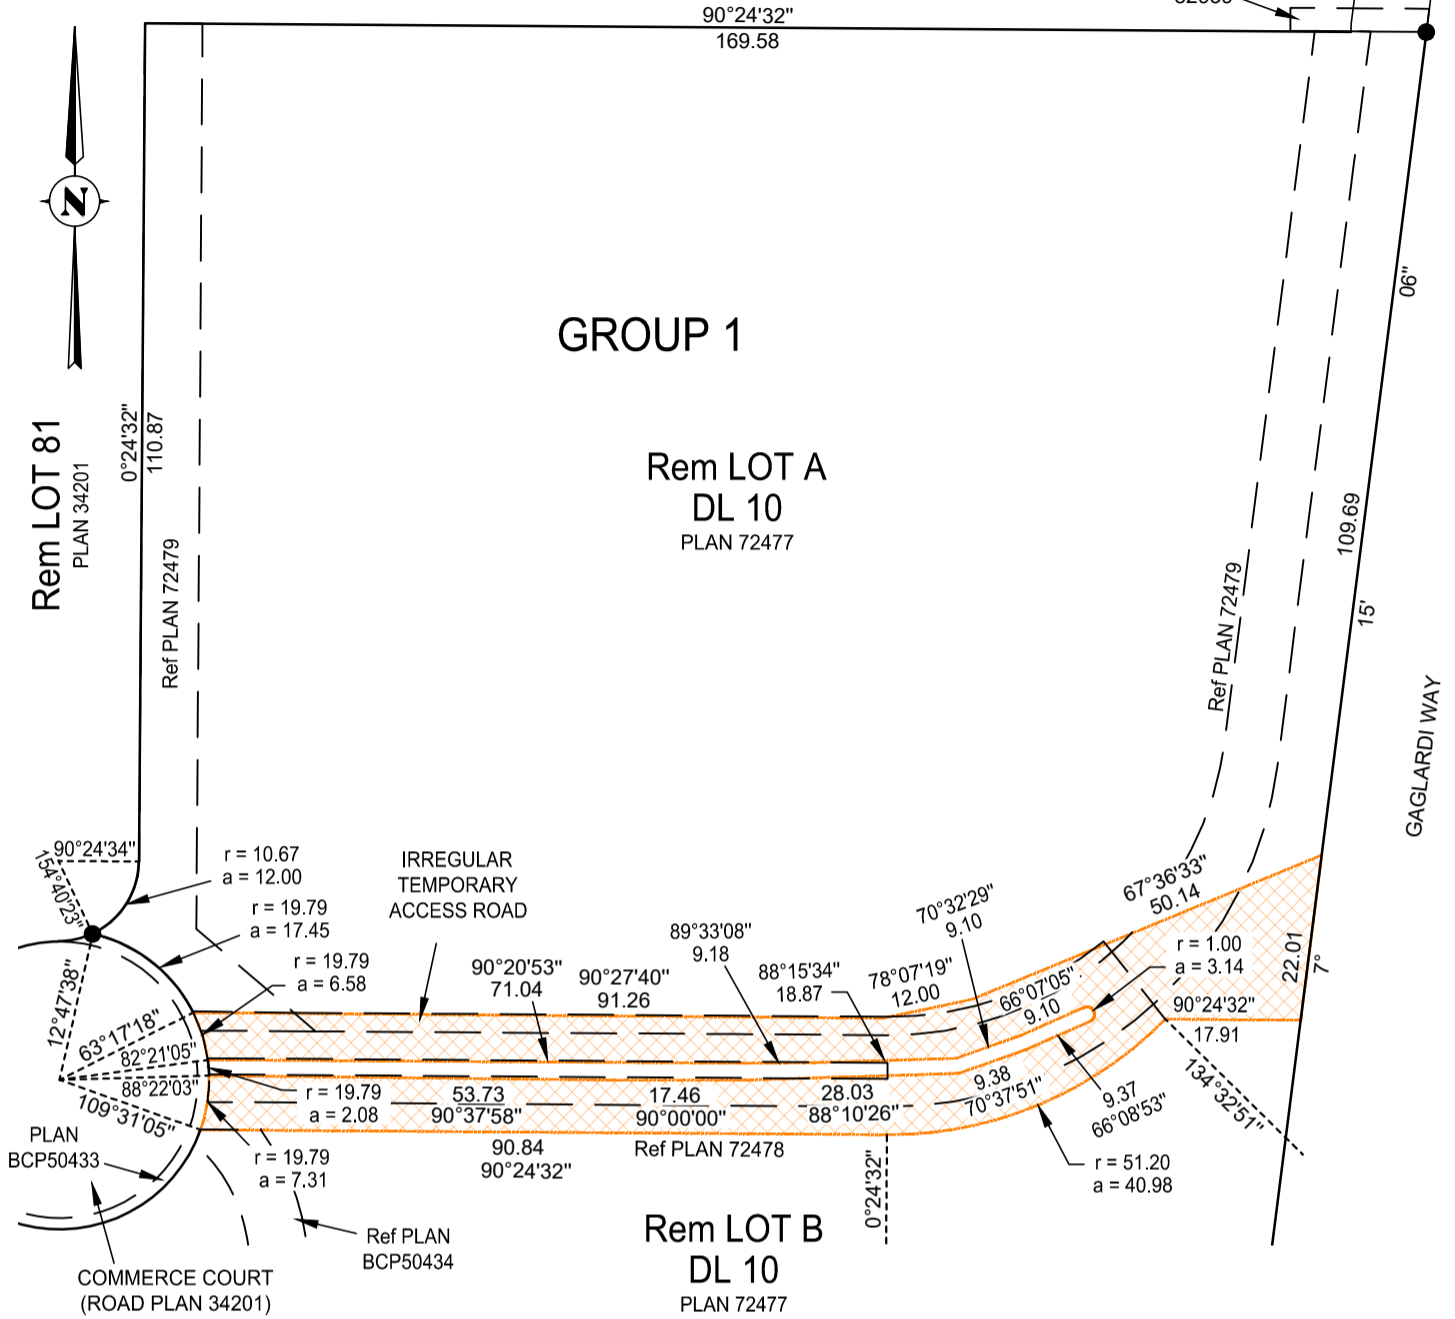 90°24'32"
169.58
N
GROUP 1
Rem LOT A
DL 10
PLAN 72477
Rem LOT 81
PLAN 34201
0°24'32"
110.87
Ref PLAN 72479
Ref PLAN 72479
06"
109.69
15'
GAGLARDI WAY
22.01
7°
90°24'34"
154°40'23"
r = 10.67
a = 12.00
r = 19.79
a = 17.45
r = 19.79
a = 6.58
IRREGULAR
TEMPORARY
ACCESS ROAD
90°20'53"
71.04
90°27'40"
91.26
89°33'08"
9.18
88°15'34"
18.87
78°07'19"
12.00
70°32'29"
9.10
67°36'33"
50.14
66°07'05"
9.10
r = 1.00
a = 3.14
90°24'32"
17.91
12°47'38"
63°17'18"
82°21'05"
88°22'03"
109°31'05"
r = 19.79
a = 2.08
53.73
90°37'58"
17.46
90°00'00"
28.03
88°10'26"
9.38
70°37'51"
9.37
66°08'53"
134°32'51"
PLAN
BCP50433
r = 19.79
a = 7.31
90.84
90°24'32"
Ref PLAN 72478
0°24'32"
r = 51.20
a = 40.98
Ref PLAN
BCP50434
Rem LOT B
DL 10
PLAN 72477
COMMERCE COURT
(ROAD PLAN 34201)